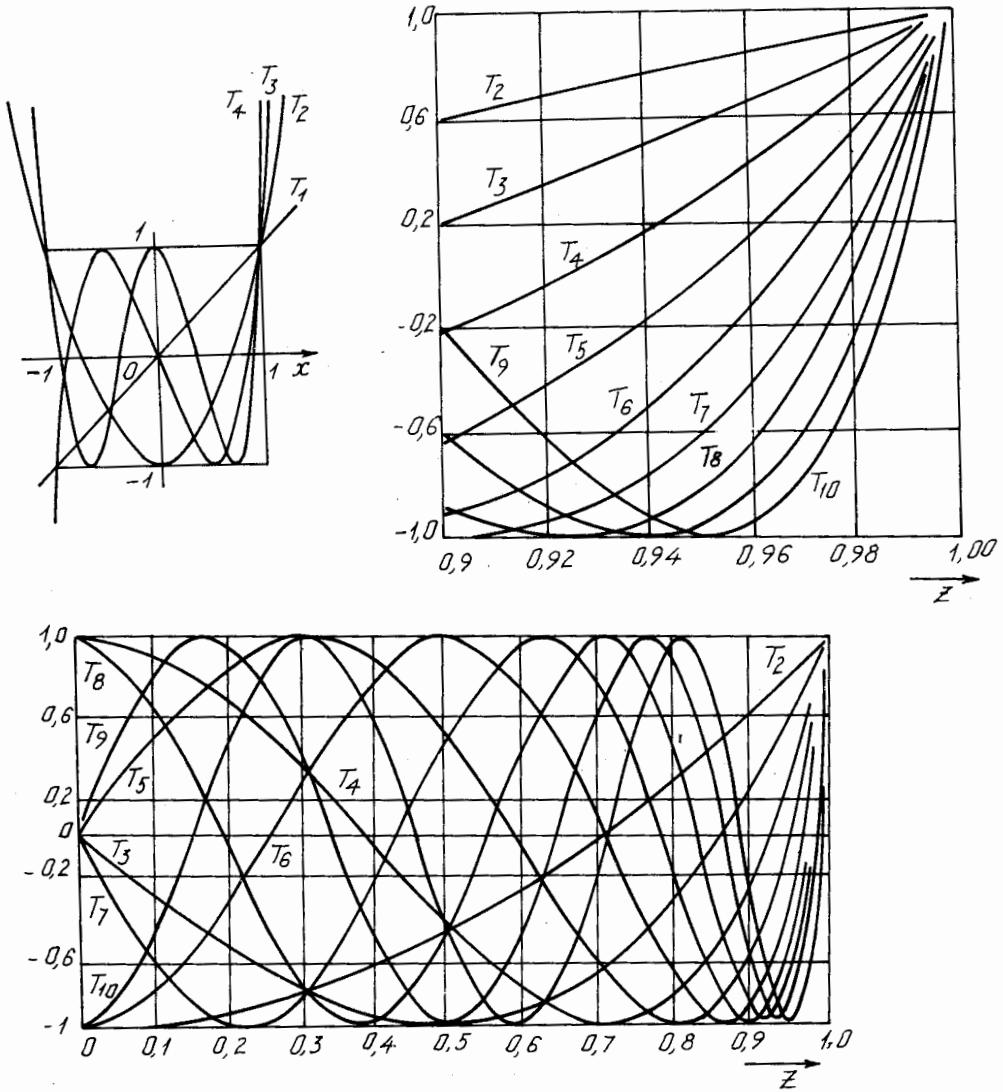 T₃
T₄ T₂
T₁
1
-1 0 1 x
-1
1,0
0,6
0,2
-0,2
-0,6
-1,0
T₂
T₃
T₄
T₅
T₉
T₆
T₇
T₈
T₁₀
0,9 0,92 0,94 0,96 0,98 1,00
z
1,0
0,6
0,2
0
-0,2
-0,6
-1
T₈
T₉
T₅
T₃
T₇
T₁₀
T₆
T₄
T₂
0 0,1 0,2 0,3 0,4 0,5 0,6 0,7 0,8 0,9 1,0
z